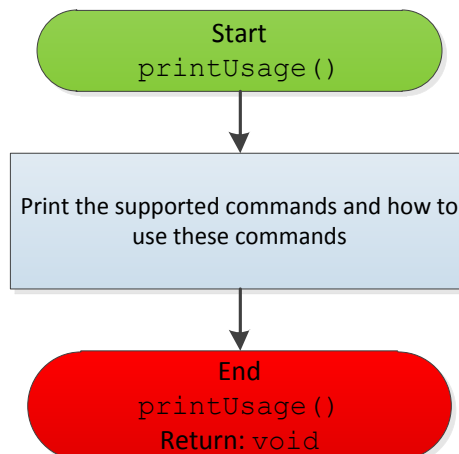 Start
printUsage()
Print the supported commands and how to
use these commands
End
printUsage()
Return: void